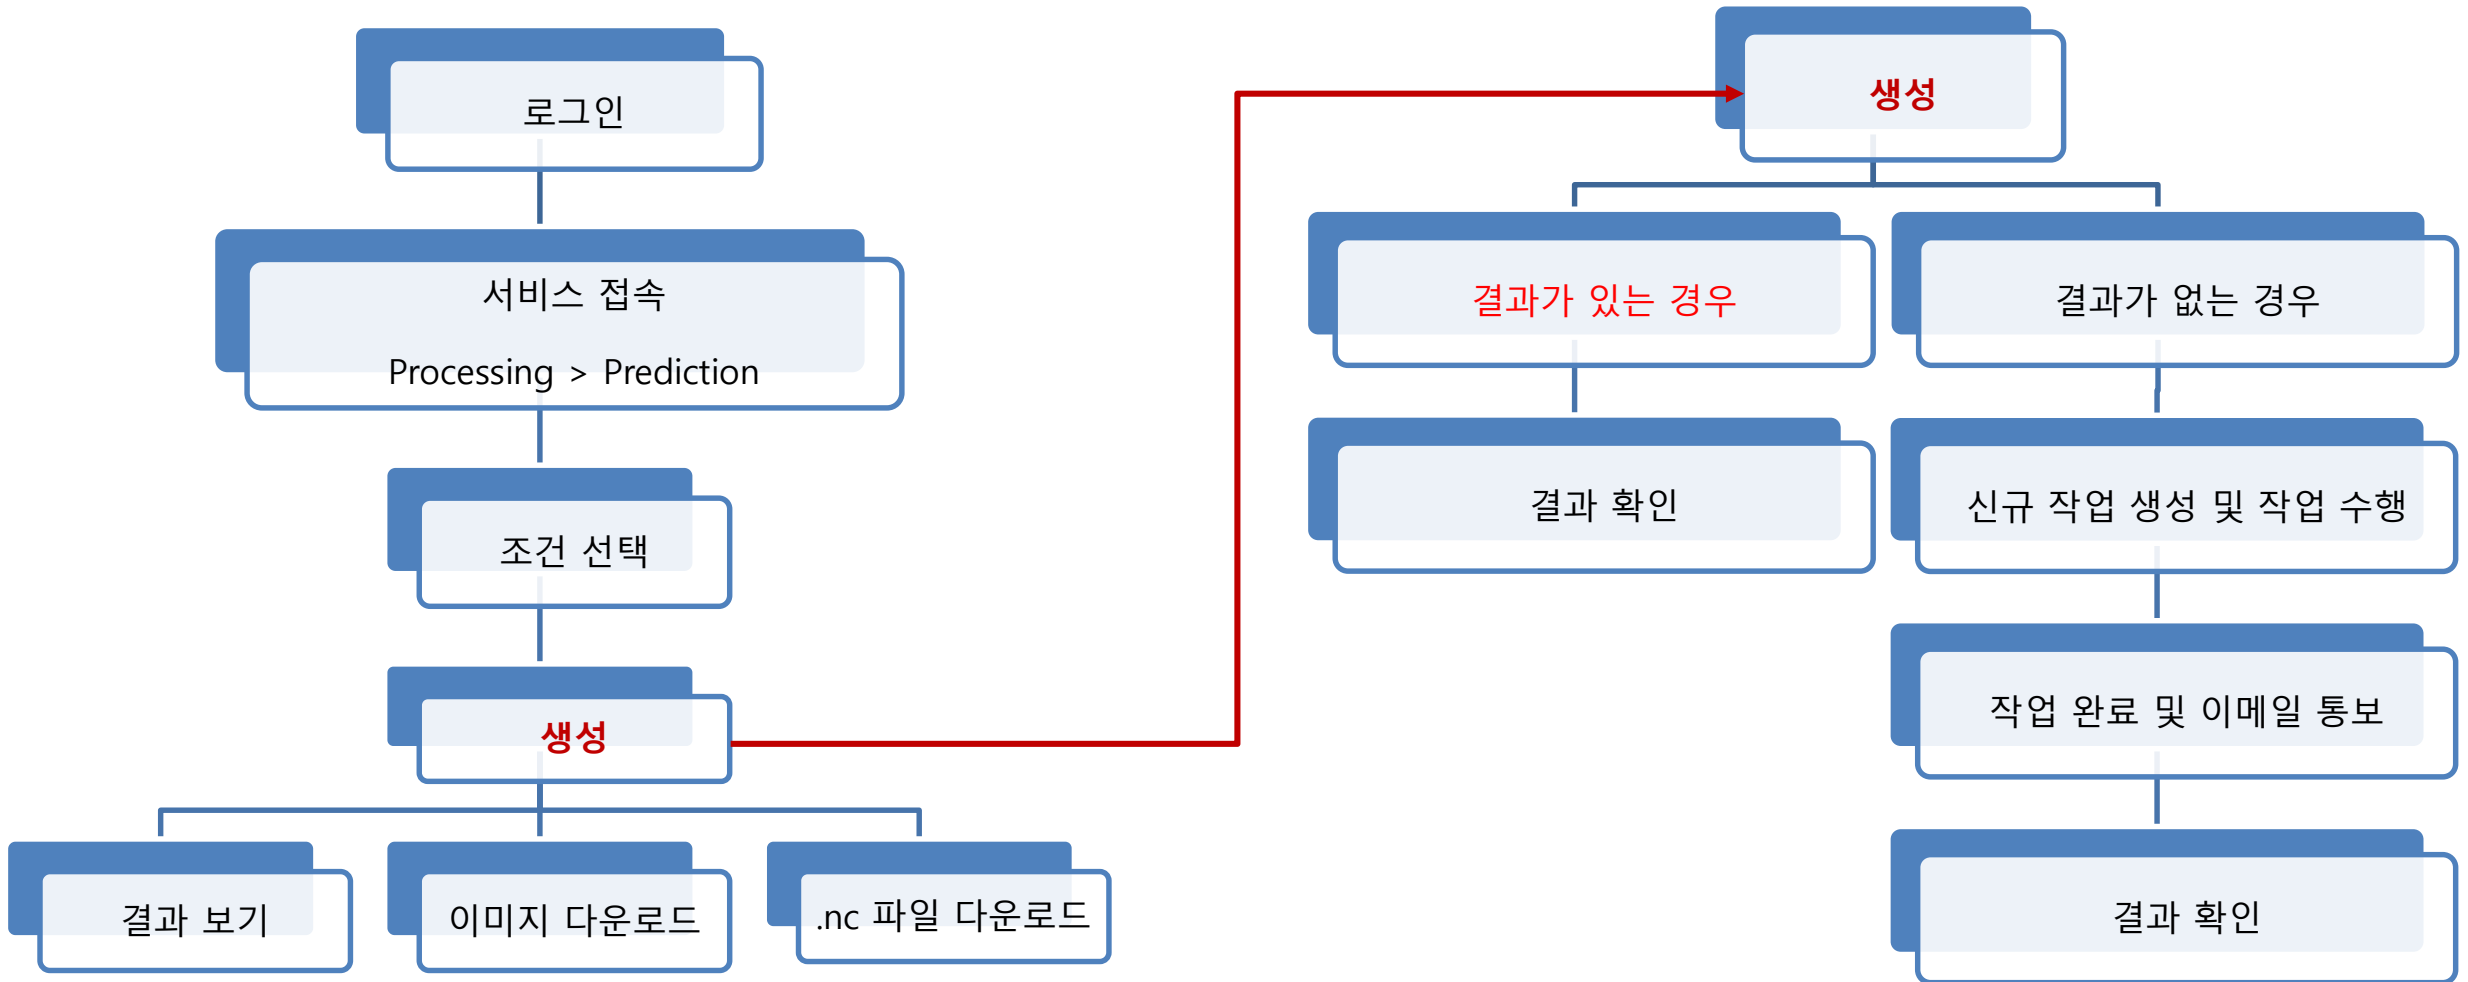 로그인
서비스 접속
Processing > Prediction
조건 선택
생성
결과 보기
이미지 다운로드
.nc 파일 다운로드
생성
결과가 있는 경우
결과 확인
결과가 없는 경우
신규 작업 생성 및 작업 수행
작업 완료 및 이메일 통보
결과 확인